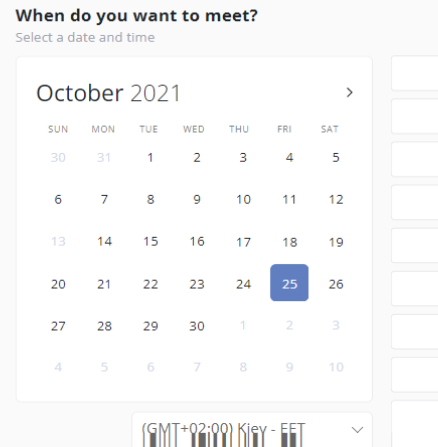 When do you want to meet?
Select a date and time
October 2021
SUN MON TUE WED THU FRI SAT
30 31 1 2 3 4 5
6 7 8 9 10 11 12
13 14 15 16 17 18 19
20 21 22 23 24 25 26
27 28 29 30 1 2 3
4 5 6 7 8 9 10
(GMT+02:00) Kiev - EET